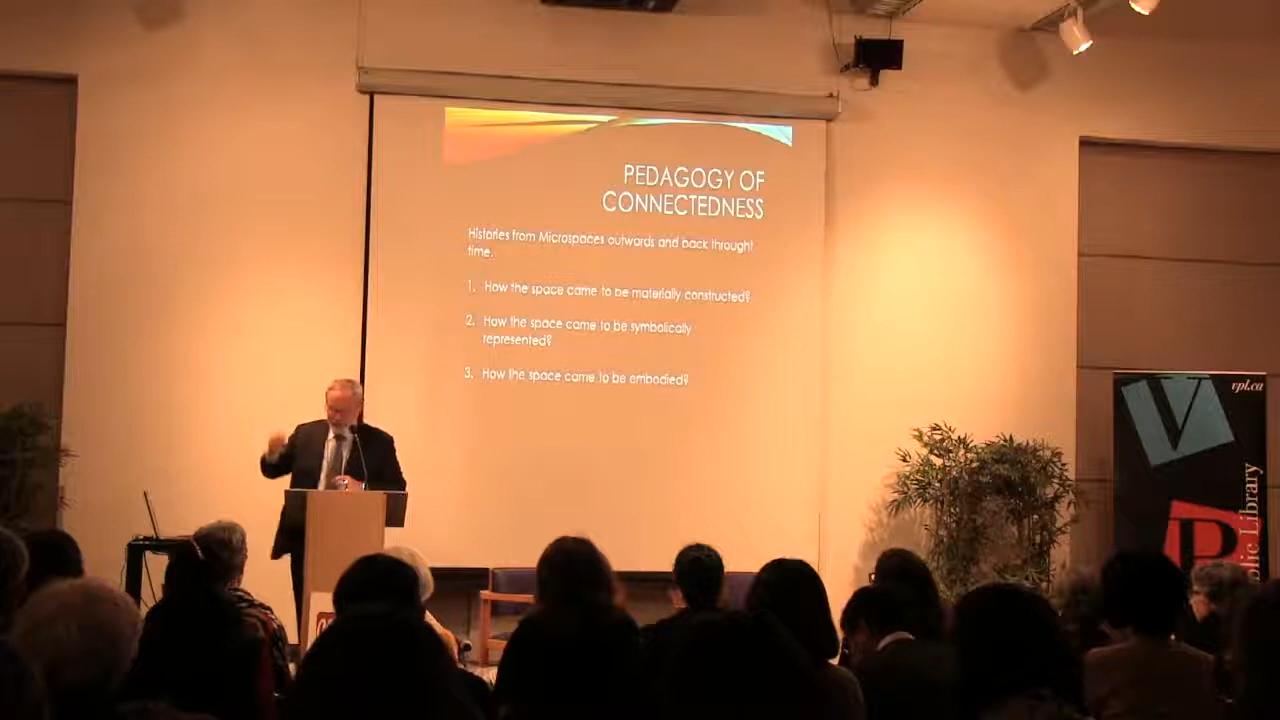 PEDAGOGY OF
CONNECTEDNESS
Histories from Microspaces outwards and back throught
time.
1. How the space came to be materially constructed?
2. How the space came to be symbolically
represented?
3. How the space came to be embodied?
vpl.ca
V
P
blic Library